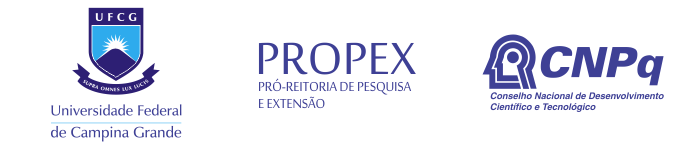 UFCG
SUPRA OMNES LUX LUCIS
Universidade Federal
de Campina Grande
PROPEX
PRÓ-REITORIA DE PESQUISA
E EXTENSÃO
CNPq
Conselho Nacional de Desenvolvimento
Científico e Tecnológico